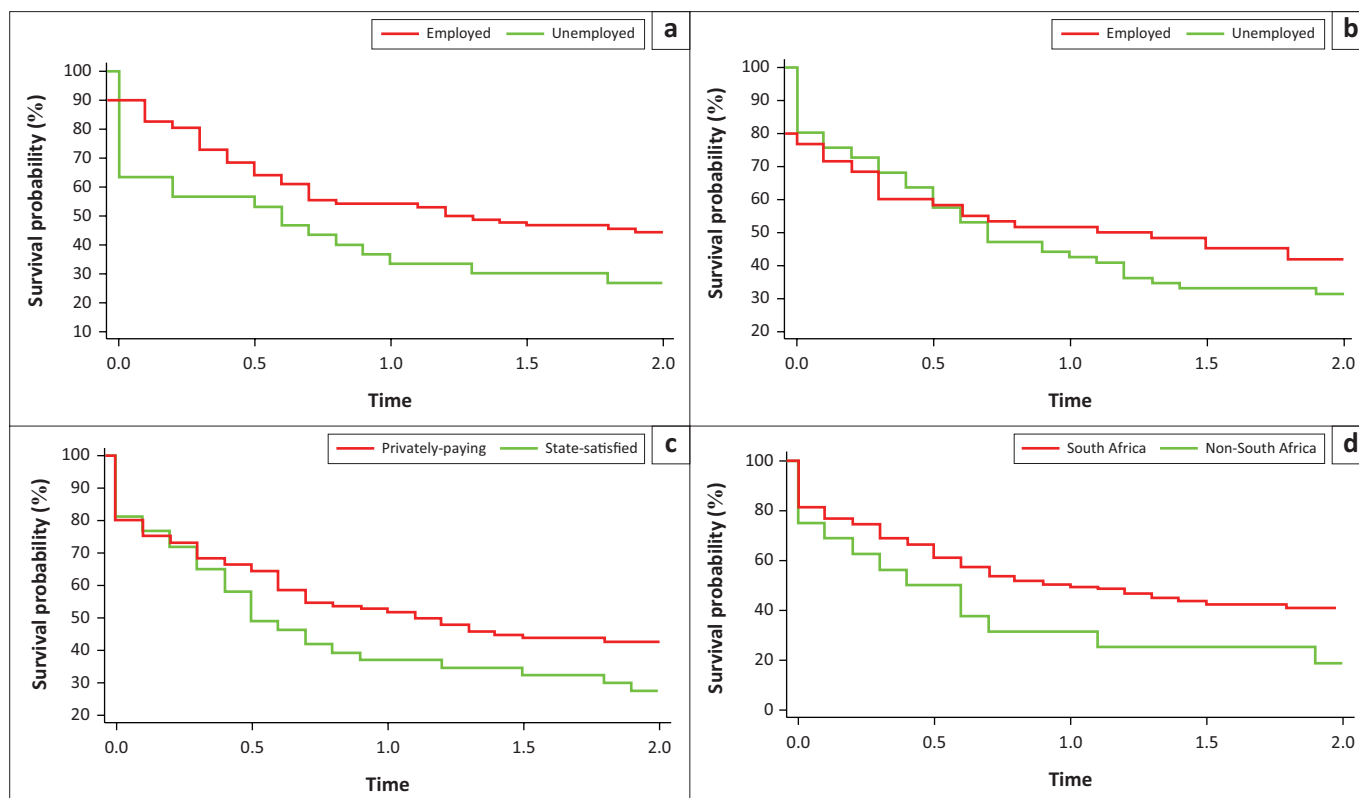 Employed Unemployed a
Survival probability (%)
100
90
80
70
60
50
40
30
20
10
0.0 0.5 1.0 1.5 2.0
Time
Employed Unemployed b
Survival probability (%)
100
90
80
70
60
50
40
30
20
0.0 0.5 1.0 1.5 2.0
Time
Privately-paying State-satisfied c
Survival probability (%)
100
90
80
70
60
50
40
30
20
0.0 0.5 1.0 1.5 2.0
Time
South Africa Non-South Africa d
Survival probability (%)
100
80
60
40
20
0
0.0 0.5 1.0 1.5 2.0
Time